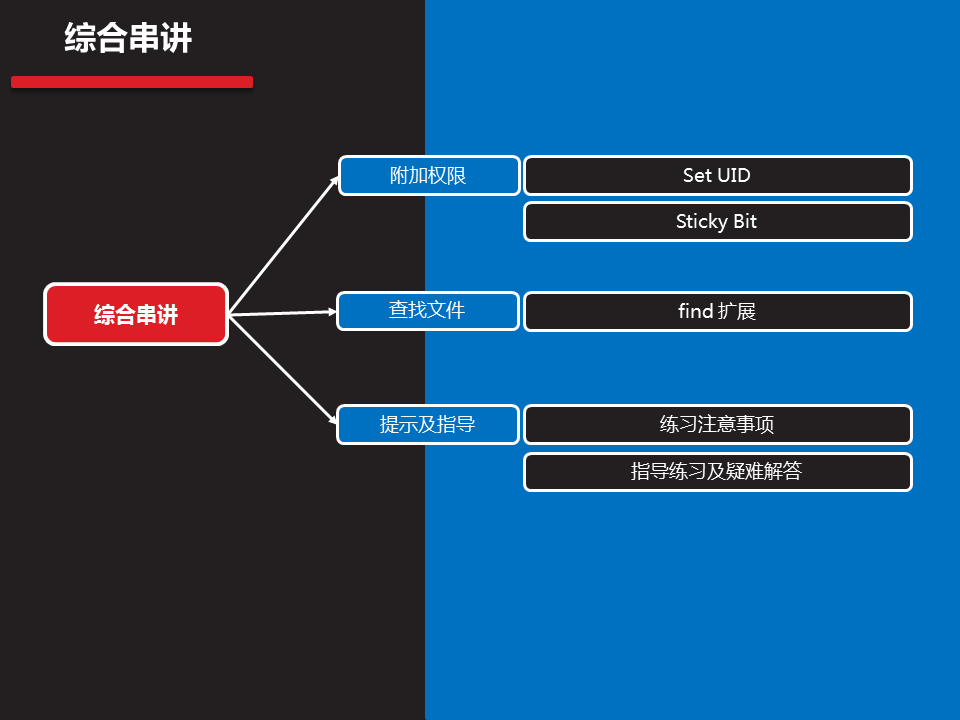 综合串讲
附加权限
Set UID
Sticky Bit
综合串讲
查找文件
find 扩展
提示及指导
练习注意事项
指导练习及疑难解答